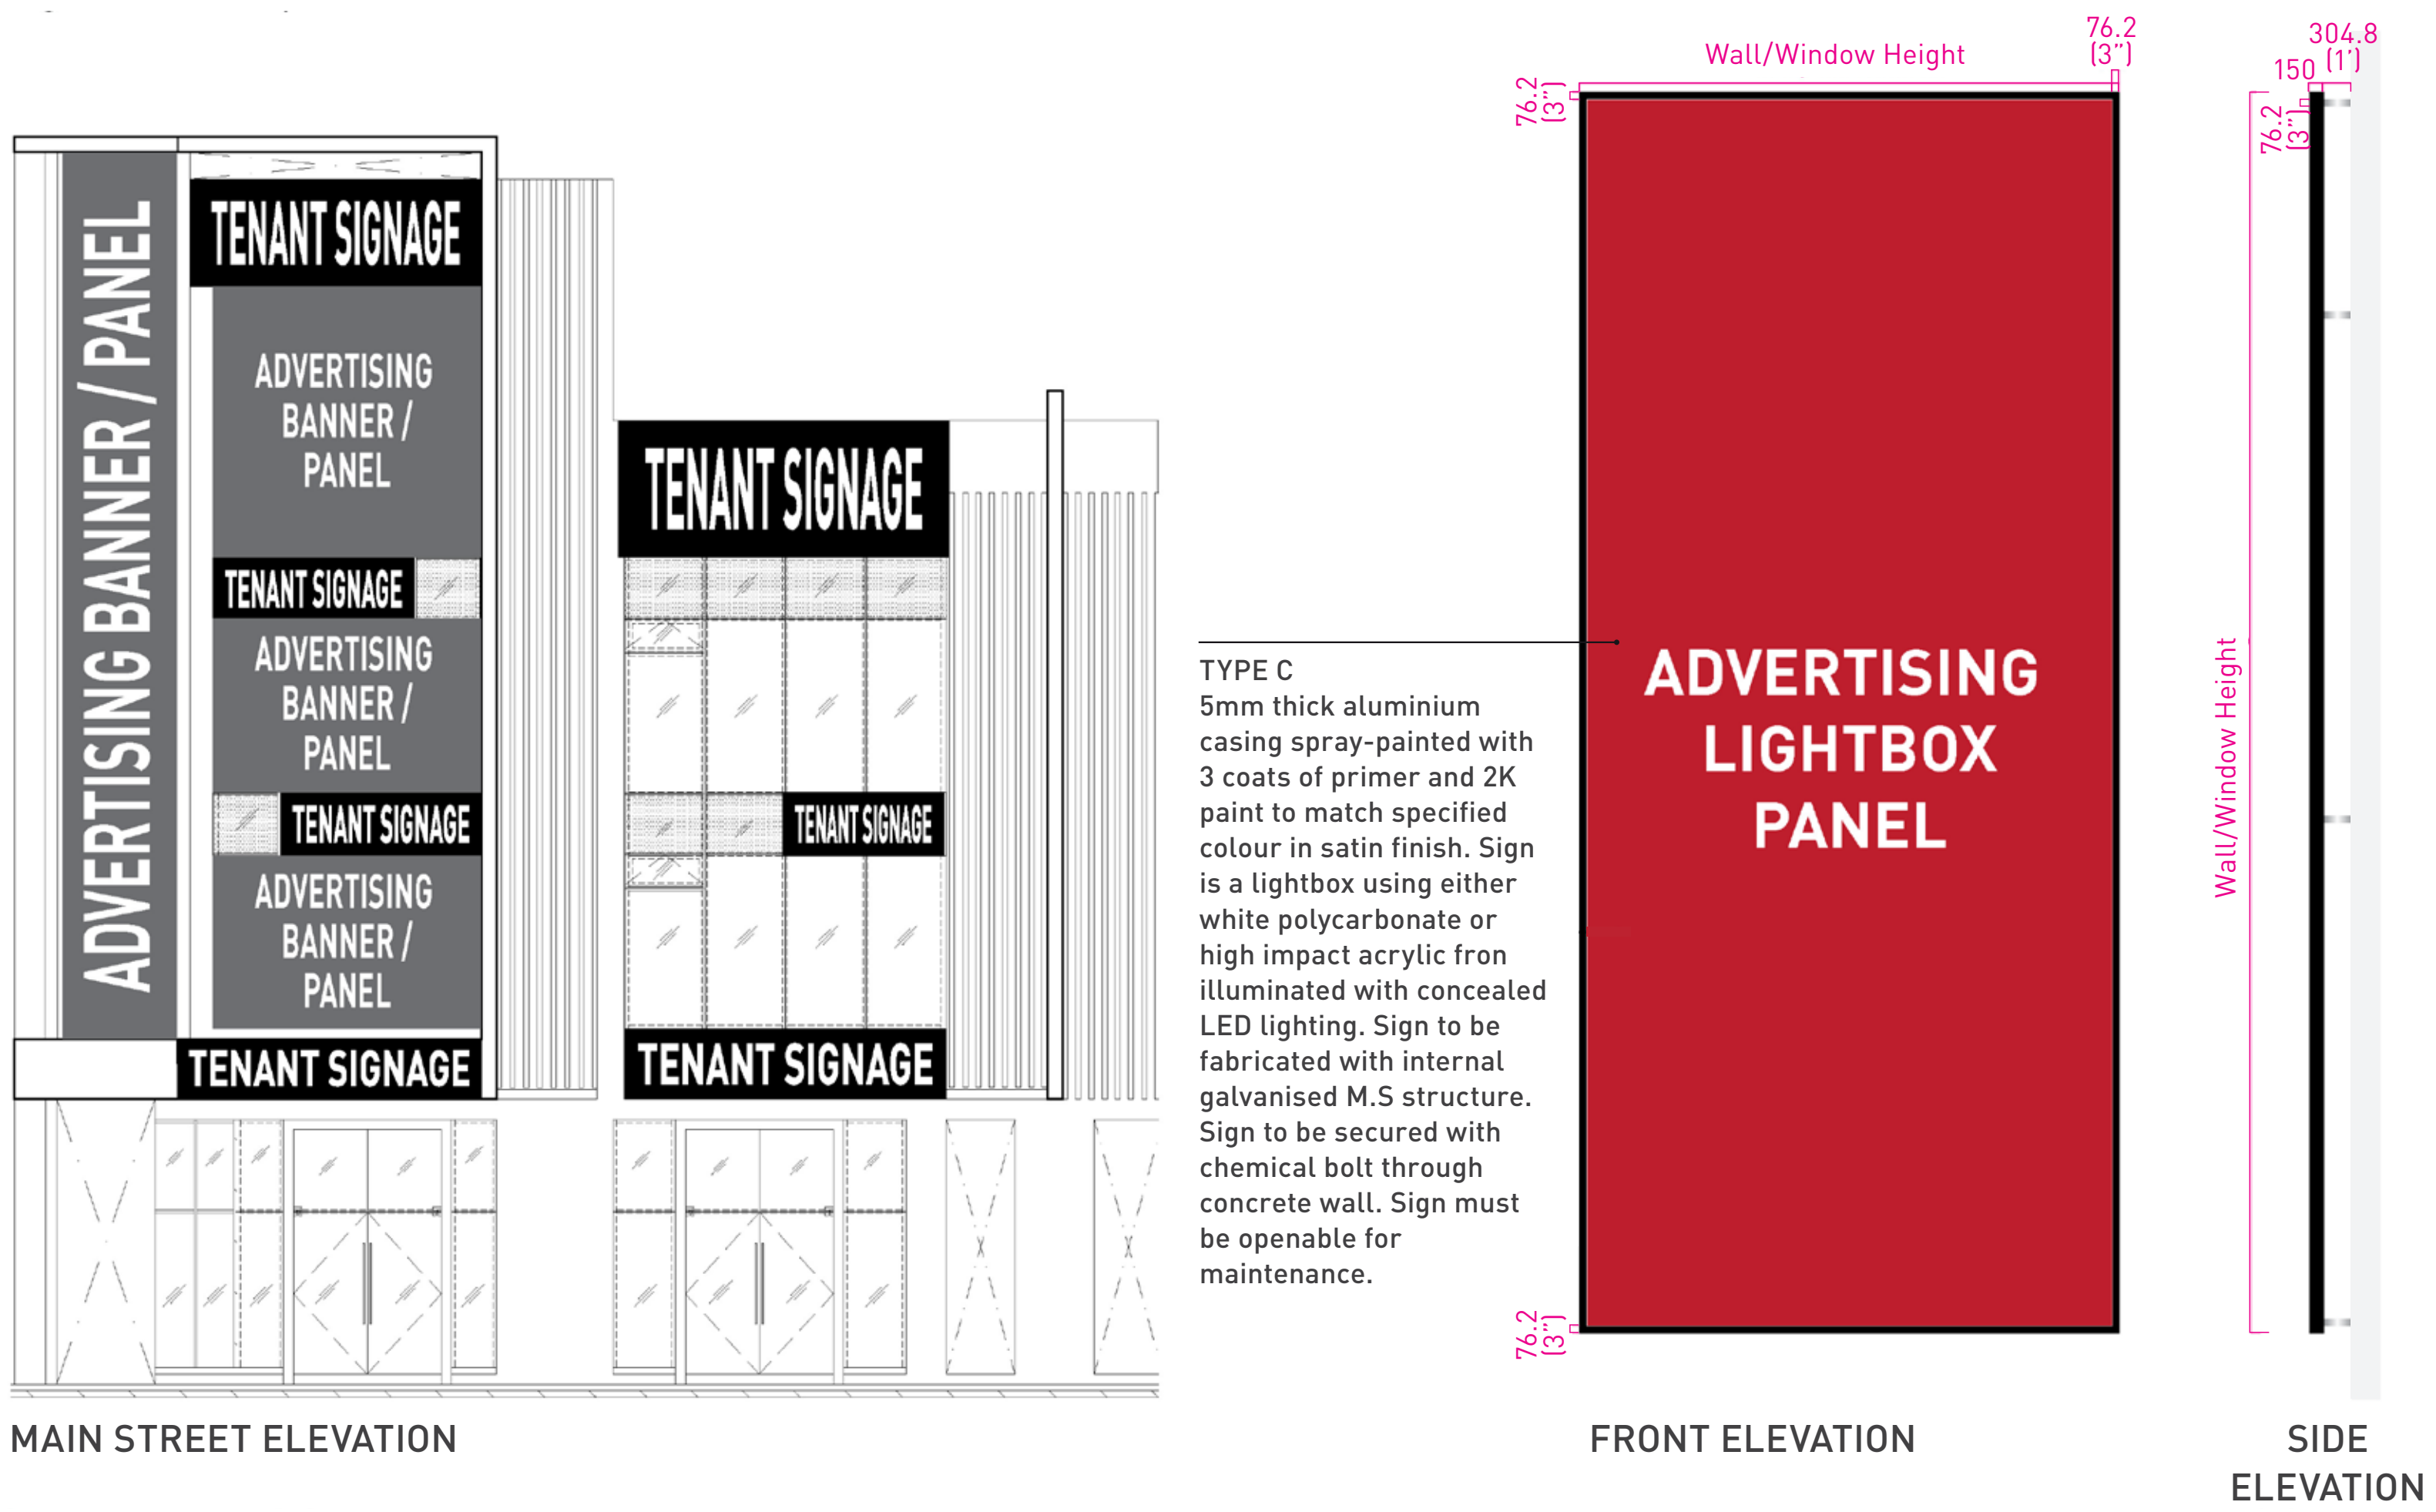 ADVERTISING BANNER / PANEL
TENANT SIGNAGE
ADVERTISING
BANNER /
PANEL
TENANT SIGNAGE
ADVERTISING
BANNER /
PANEL
TENANT SIGNAGE
ADVERTISING
BANNER /
PANEL
TENANT SIGNAGE
TENANT SIGNAGE
TENANT SIGNAGE
TENANT SIGNAGE
MAIN STREET ELEVATION
TYPE C
5mm thick aluminium
casing spray-painted with
3 coats of primer and 2K
paint to match specified
colour in satin finish. Sign
is a lightbox using either
white polycarbonate or
high impact acrylic fron
illuminated with concealed
LED lighting. Sign to be
fabricated with internal
galvanised M.S structure.
Sign to be secured with
chemical bolt through
concrete wall. Sign must
be openable for
maintenance.
Wall/Window Height
76.2
(3")
76.2
(3")
ADVERTISING
LIGHTBOX
PANEL
76.2
(3")
FRONT ELEVATION
304.8
(1')
150
76.2
(3")
Wall/Window Height
SIDE
ELEVATION